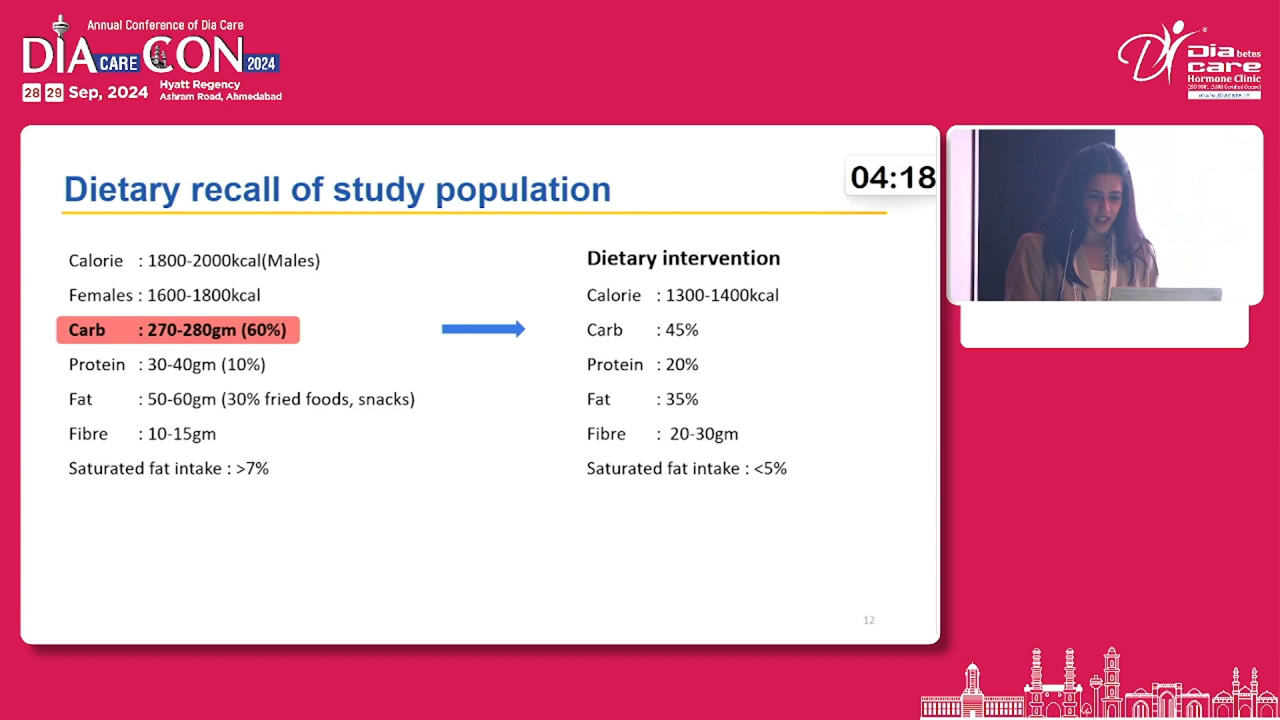 Annual Conference of Dia Care
DIA CARE CON 2024
28 29 Sep, 2024
Hyatt Regency
Ashram Road, Ahmedabad
Diabetes
care
Hormone Clinic
www.diacare.in
Dietary recall of study population
04:18
Calorie : 1800-2000kcal(Males)
Females : 1600-1800kcal
Carb : 270-280gm (60%)
Protein : 30-40gm (10%)
Fat : 50-60gm (30% fried foods, snacks)
Fibre : 10-15gm
Saturated fat intake : >7%
Dietary intervention
Calorie : 1300-1400kcal
Carb : 45%
Protein : 20%
Fat : 35%
Fibre : 20-30gm
Saturated fat intake : <5%
12